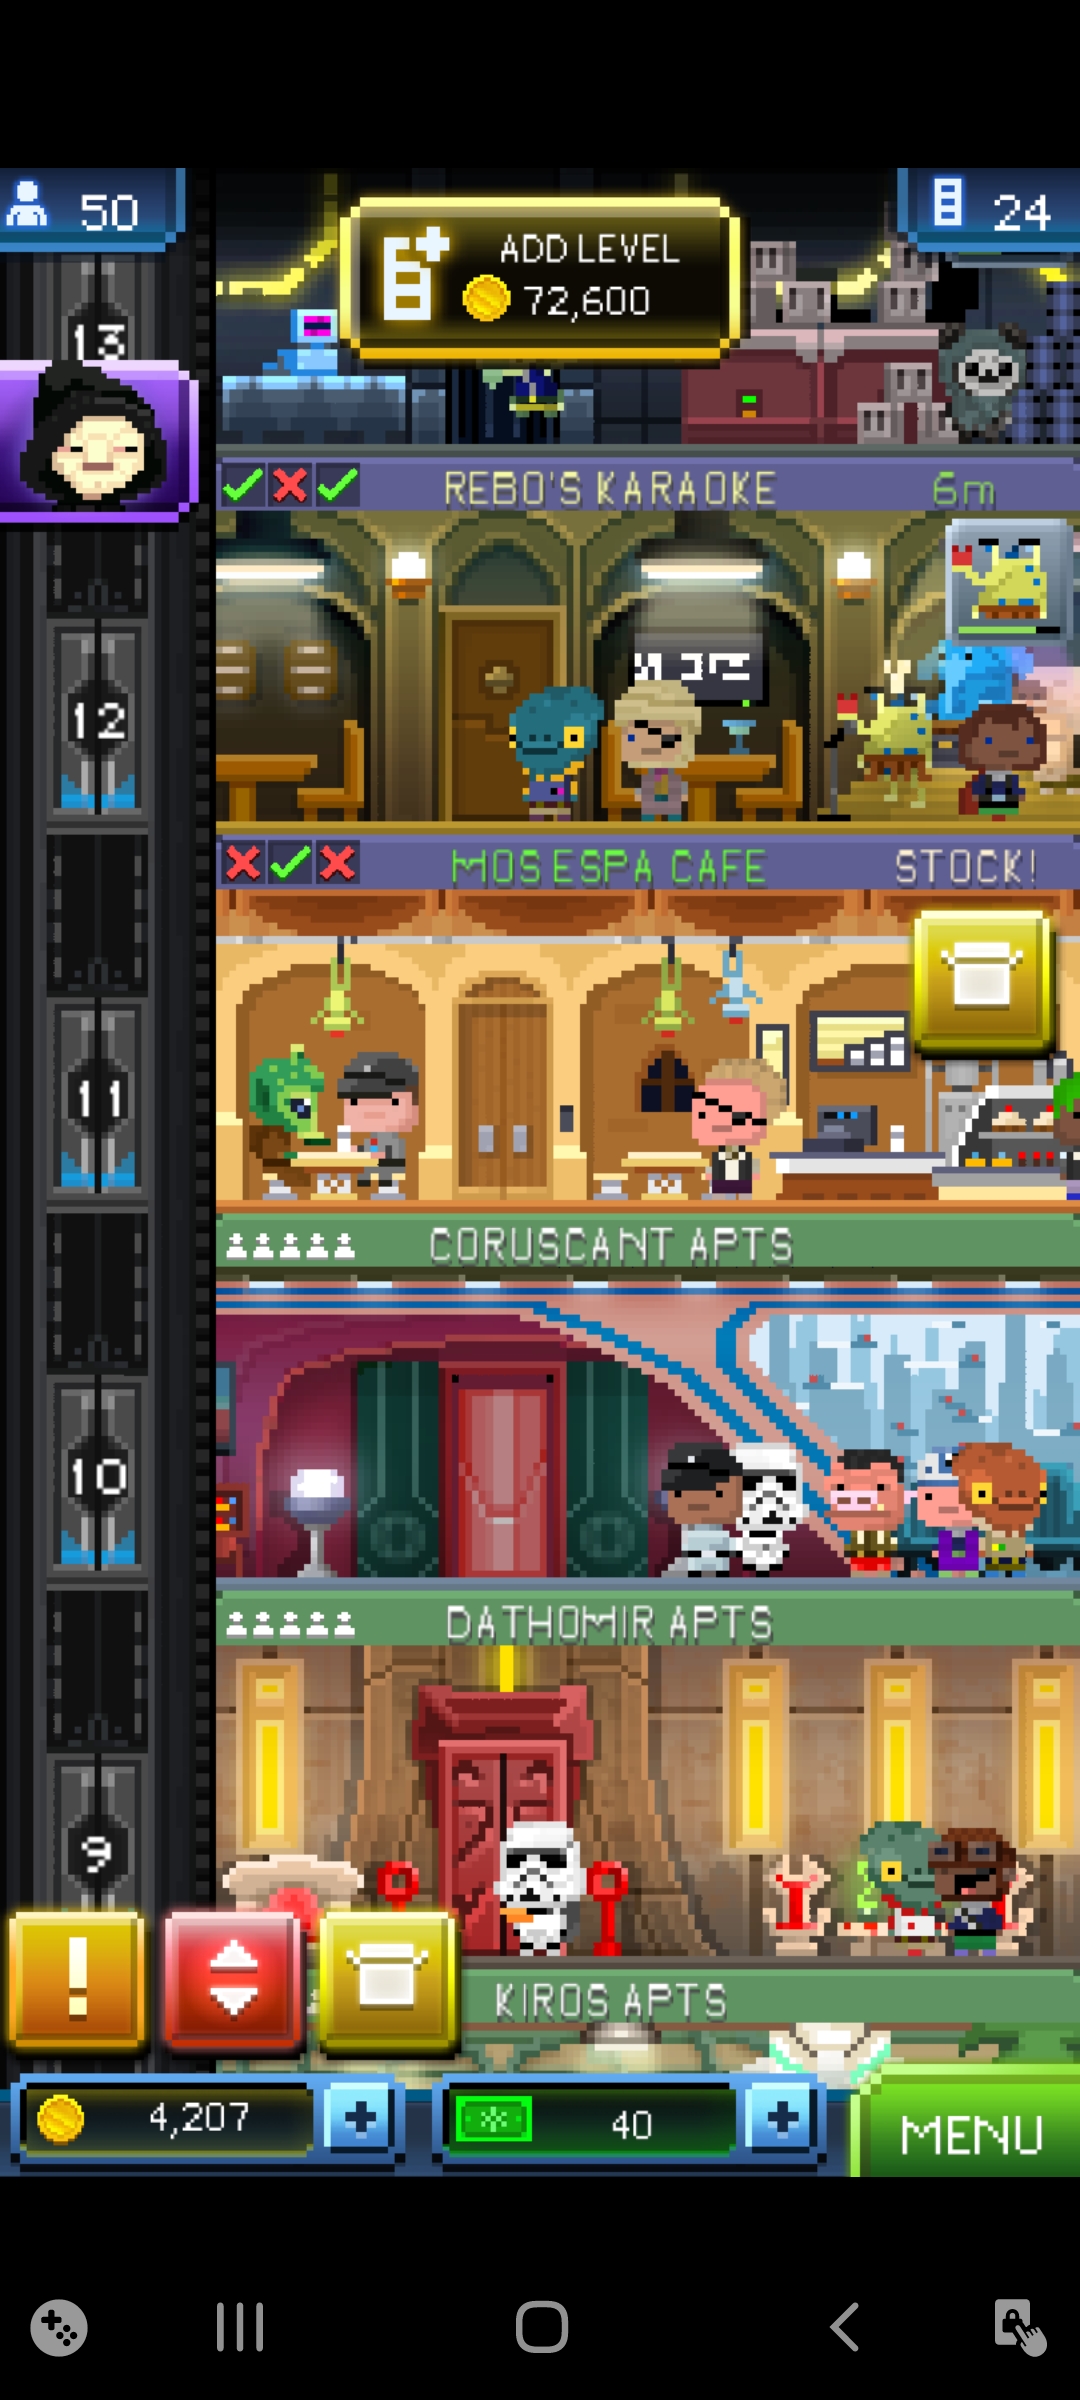 50
ADD LEVEL
72,600
24
13
REBO'S KARAOKE
6m
12
MOS ESPA CAFE
STOCK!
11
CORUSCANT APTS
10
DATHOMIR APTS
9
!
KIROS APTS
4,207
+
40
+
MENU